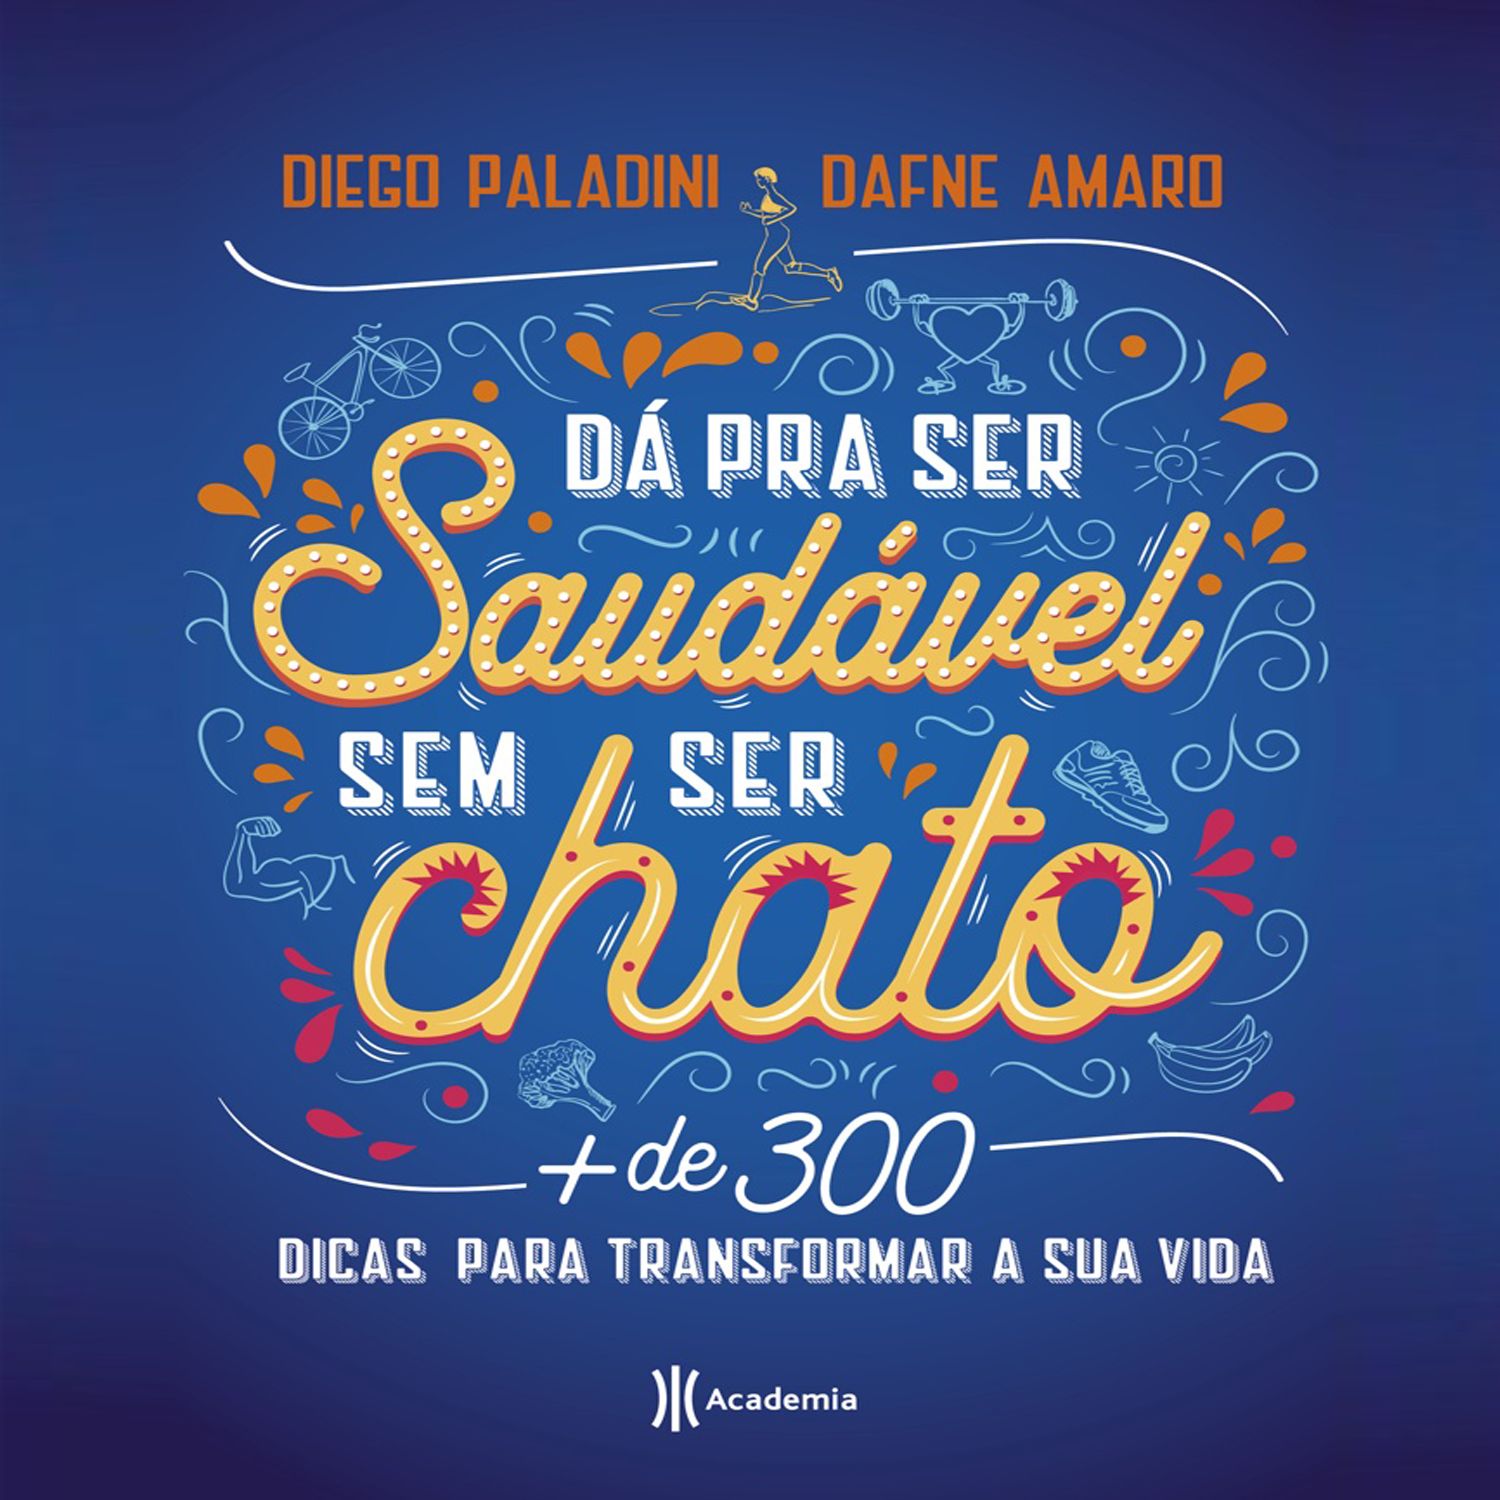 DIEGO PALADINI DAFNE AMARO
DÁ PRA SER
Saudável
SEM SER
chato
+ de 300
DICAS PARA TRANSFORMAR A SUA VIDA
Academia